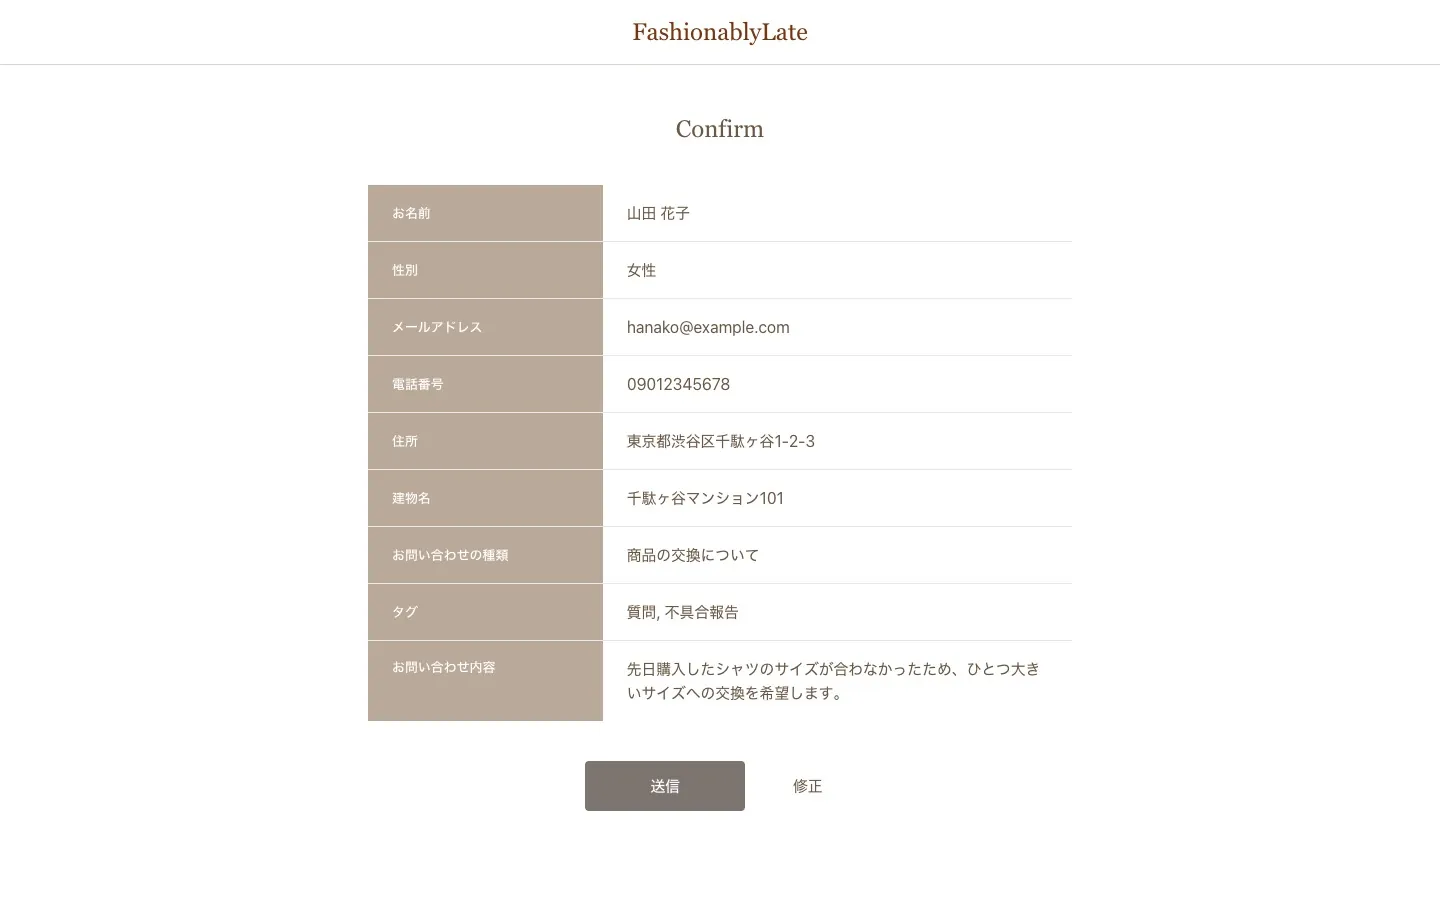 FashionablyLate
Confirm
お名前 山田 花子
性別 女性
メールアドレス hanako@example.com
電話番号 09012345678
住所 東京都渋谷区千駄ヶ谷1-2-3
建物名 千駄ヶ谷マンション101
お問い合わせの種類 商品の交換について
タグ 質問, 不具合報告
お問い合わせ内容 先日購入したシャツのサイズが合わなかったため、ひとつ大き
いサイズへの交換を希望します。
送信 修正